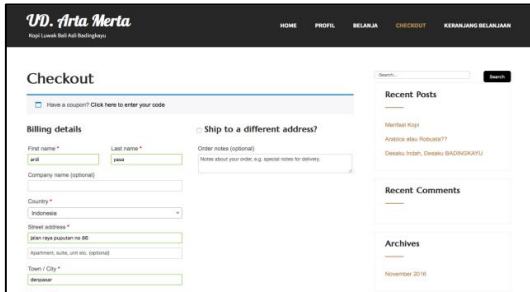 UD. Arta Merta
Kopi Luwak Bali Asli Badingkayu
HOME PROFIL BELANJA CHECKOUT KERANJANG BELANJAAN
Checkout
Have a coupon? Click here to enter your code
Billing details
First name *
Last name *
ardi
yasa
Company name (optional)
Country *
Indonesia
Street address *
jalan raya puputan no 86
Apartment, suite, unit etc. (optional)
Town / City *
denpasar
Ship to a different address?
Order notes (optional)
Notes about your order, e.g. special notes for delivery.
Search...
Search
Recent Posts
Manfaat Kopi
Arabica atau Robusta??
Desaku Indah, Desaku BADINGKAYU
Recent Comments
Archives
November 2016